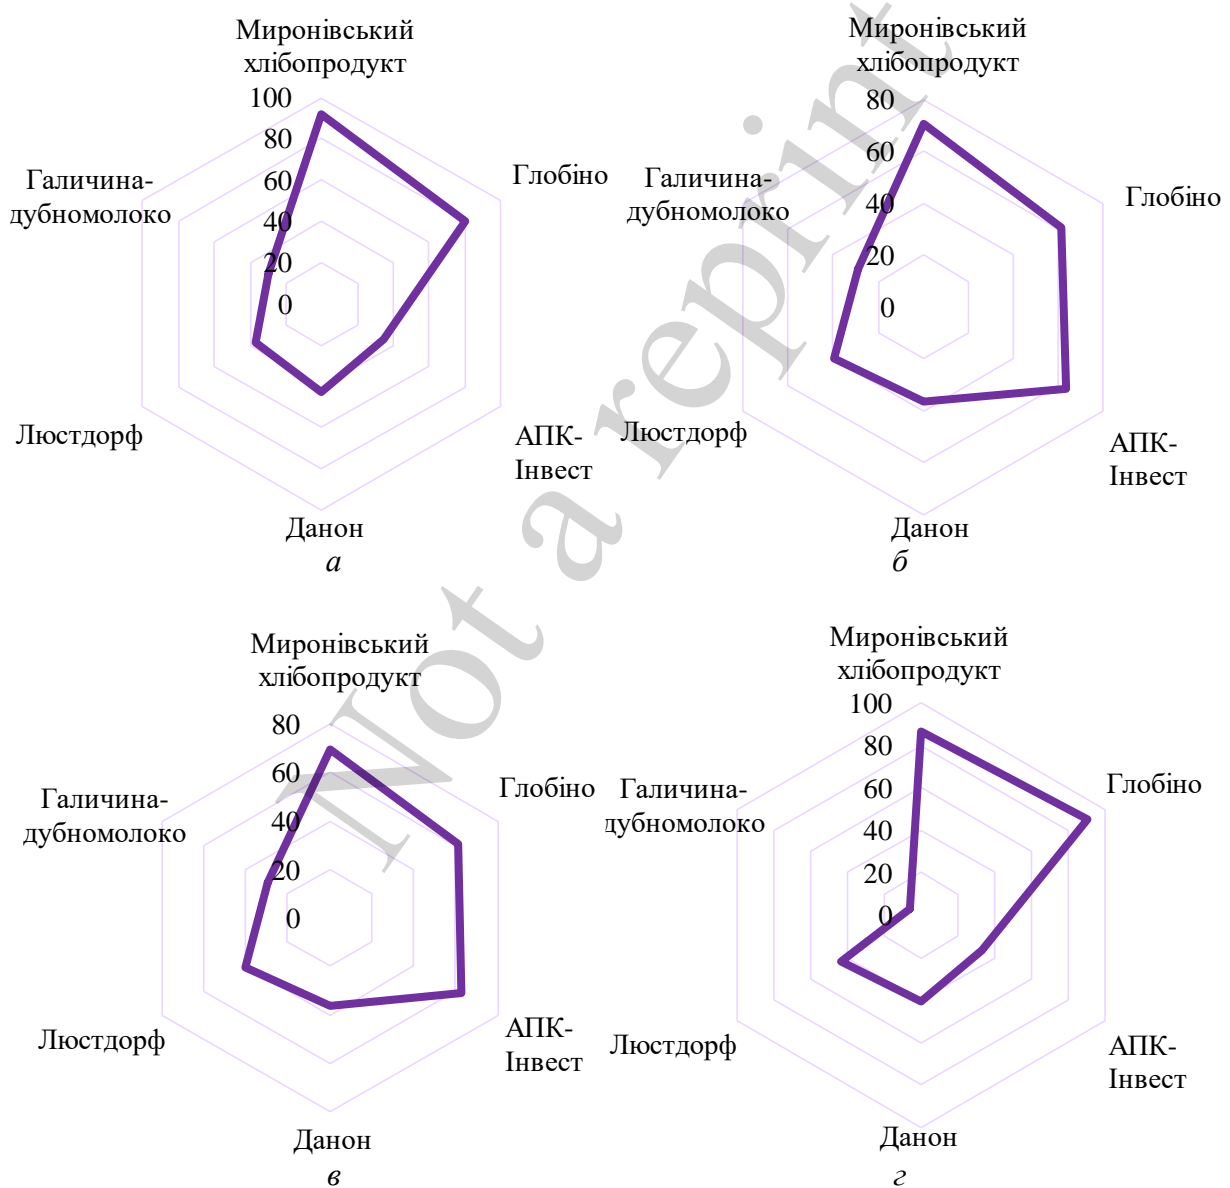 Миронівський
хлібопродукт
100
80
60
40
20
0
Глобіно
АПК-
Інвест
Данон
Люстдорф
Галичина-
дубномолоко
а
Миронівський
хлібопродукт
80
60
40
20
0
Глобіно
АПК-
Інвест
Данон
Люстдорф
Галичина-
дубномолоко
б
Миронівський
хлібопродукт
80
60
40
20
0
Глобіно
АПК-
Інвест
Данон
Люстдорф
Галичина-
дубномолоко
в
Миронівський
хлібопродукт
100
80
60
40
20
0
Глобіно
АПК-
Інвест
Данон
Люстдорф
Галичина-
дубномолоко
г
Not a reprint